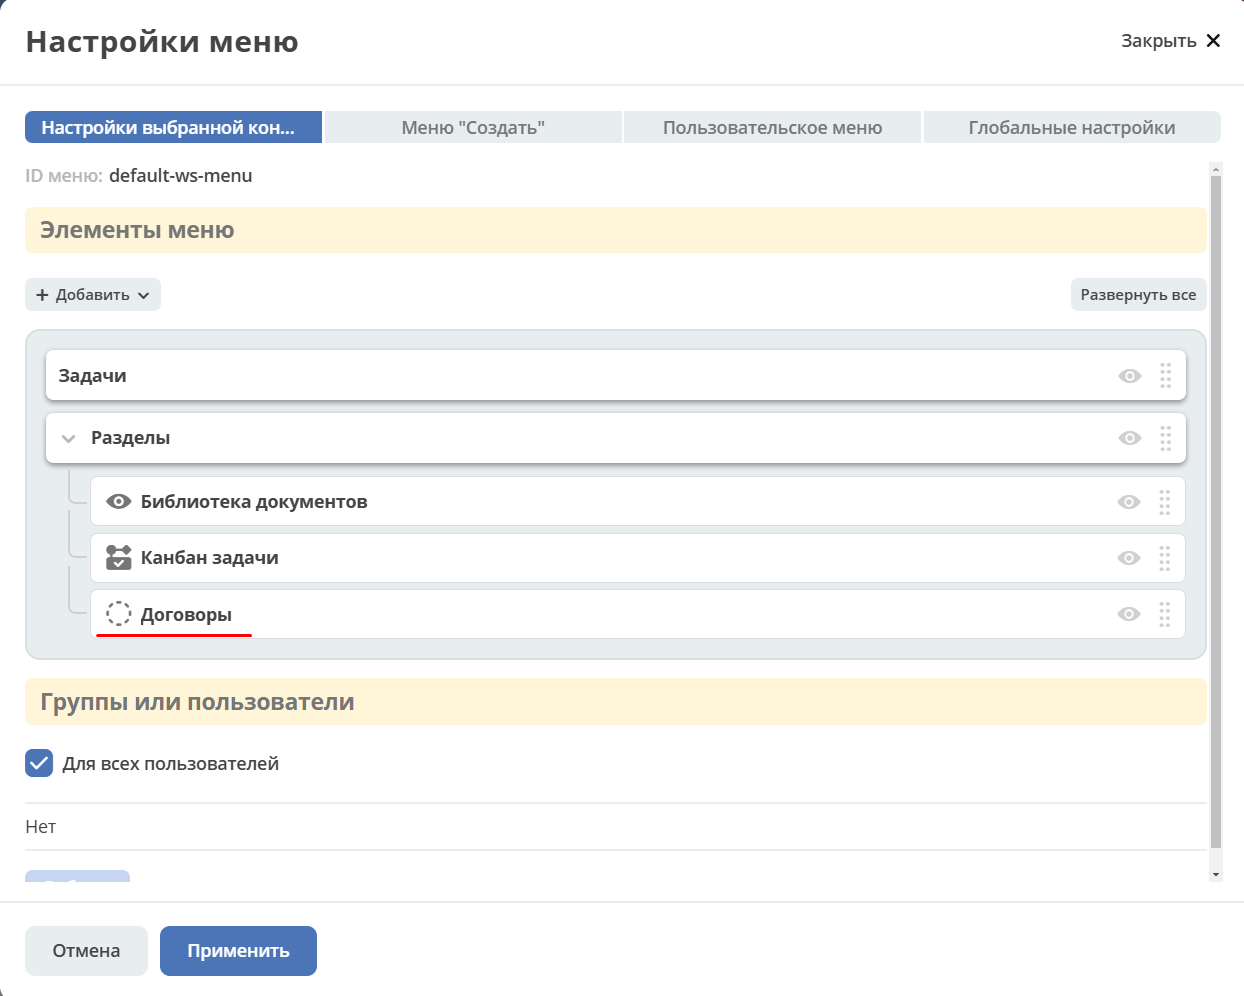 Настройки меню
Закрыть
Настройки выбранной кон...
Меню "Создать"
Пользовательское меню
Глобальные настройки
ID меню: default-ws-menu
Элементы меню
+ Добавить
Развернуть все
Задачи
Разделы
Библиотека документов
Канбан задачи
Договоры
Группы или пользователи
Для всех пользователей
Нет
Отмена
Применить